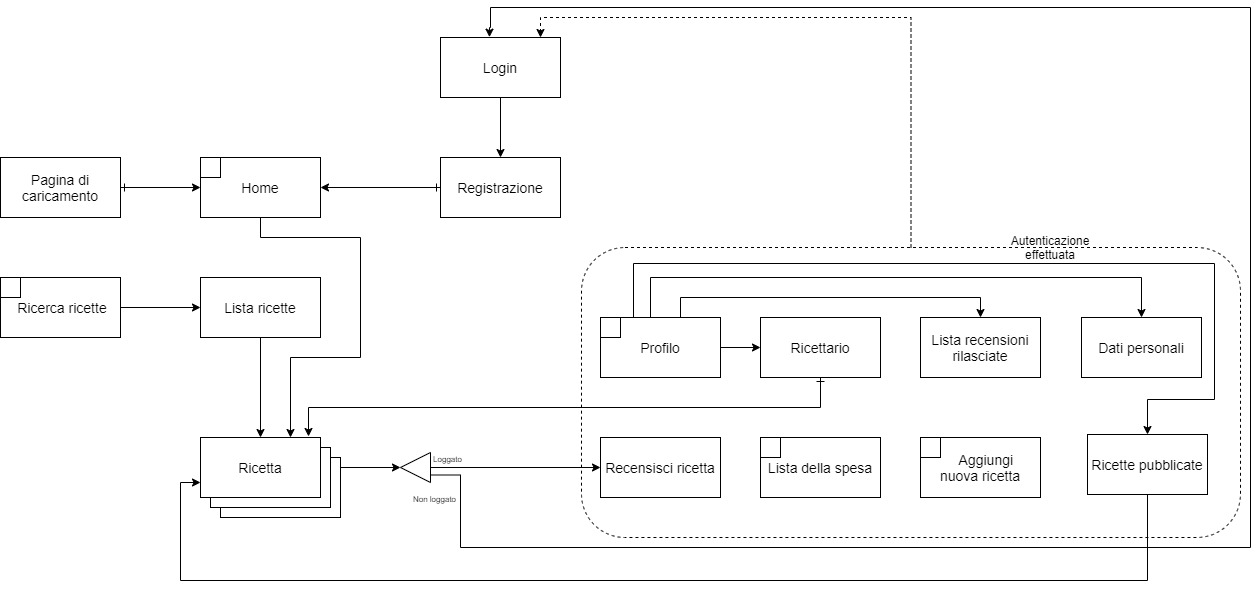 Login
Pagina di
caricamento
Home
Registrazione
Autenticazione
effettuata
Ricerca ricette
Lista ricette
Profilo
Ricettario
Lista recensioni
rilasciate
Dati personali
Ricetta
Loggato
Non loggato
Recensisci ricetta
Lista della spesa
Aggiungi
nuova ricetta
Ricette pubblicate